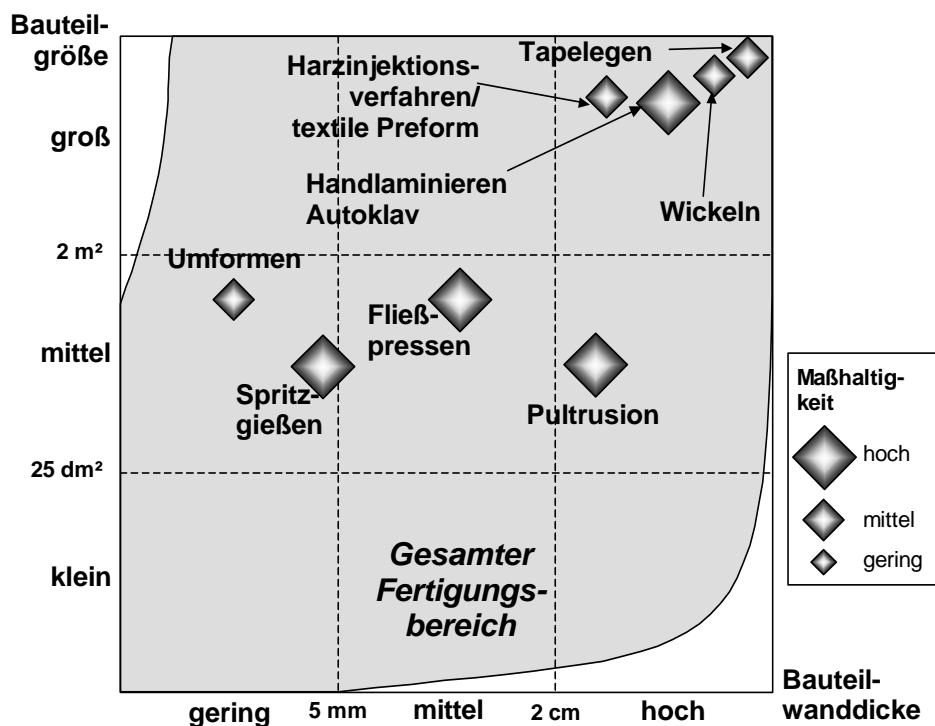 Bauteil-
größe
groß
2 m²
mittel
25 dm²
klein
Tapelegen
Harzinjektions-
verfahren/
textile Preform
Handlaminieren
Autoklav
Wickeln
Umformen
Fließ-
pressen
Spritz-
gießen
Pultrusion
Gesamter
Fertigungs-
bereich
Maßhaltig-
keit
hoch
mittel
gering
gering
5 mm
mittel
2 cm
hoch
Bauteil-
wanddicke